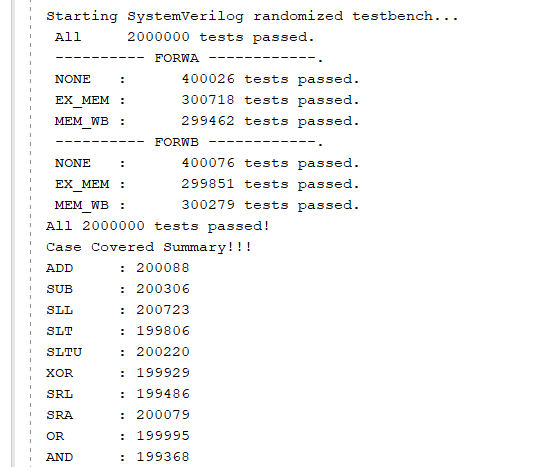 Starting SystemVerilog randomized testbench...
All 2000000 tests passed.
---------- FORWA ------------.
NONE : 400026 tests passed.
EX_MEM : 300718 tests passed.
MEM_WB : 299462 tests passed.
---------- FORWB ------------.
NONE : 400076 tests passed.
EX_MEM : 299851 tests passed.
MEM_WB : 300279 tests passed.
All 2000000 tests passed!
Case Covered Summary!!!
ADD : 200088
SUB : 200306
SLL : 200723
SLT : 199806
SLTU : 200220
XOR : 199929
SRL : 199486
SRA : 200079
OR : 199995
AND : 199368